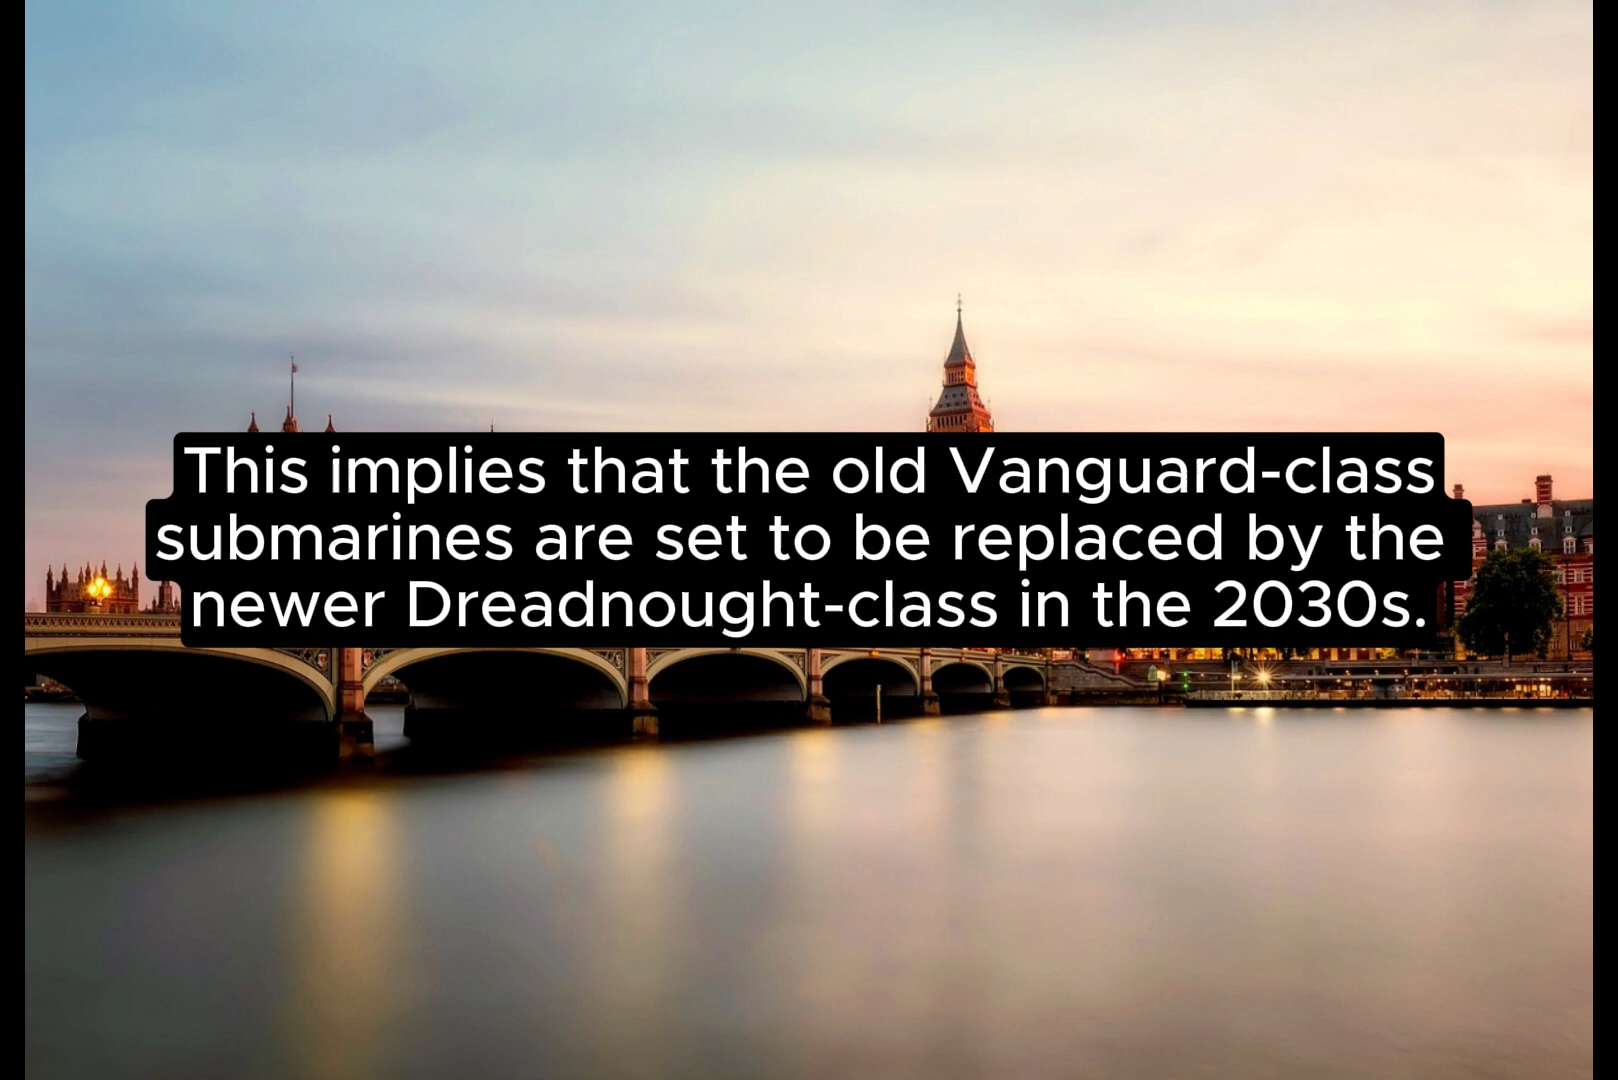 This implies that the old Vanguard-class
submarines are set to be replaced by the
newer Dreadnought-class in the 2030s.